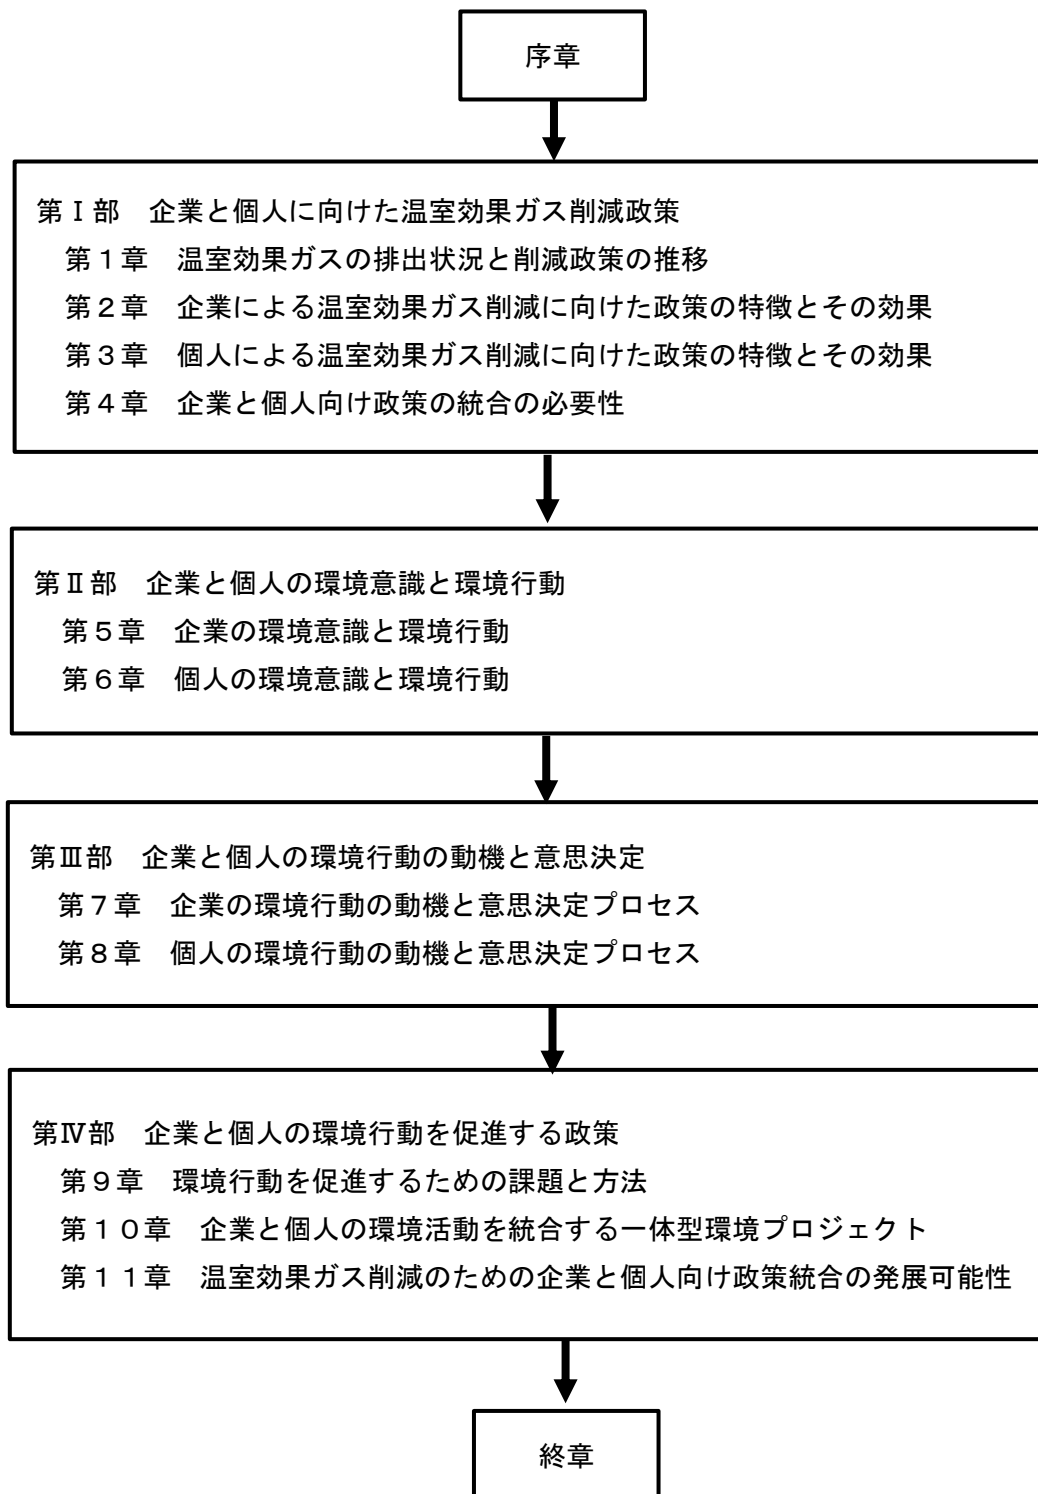 序章
第Ⅰ部　企業と個人に向けた温室効果ガス削減政策
第１章　温室効果ガスの排出状況と削減政策の推移
第２章　企業による温室効果ガス削減に向けた政策の特徴とその効果
第３章　個人による温室効果ガス削減に向けた政策の特徴とその効果
第４章　企業と個人向け政策の統合の必要性
第Ⅱ部　企業と個人の環境意識と環境行動
第５章　企業の環境意識と環境行動
第６章　個人の環境意識と環境行動
第Ⅲ部　企業と個人の環境行動の動機と意思決定
第７章　企業の環境行動の動機と意思決定プロセス
第８章　個人の環境行動の動機と意思決定プロセス
第Ⅳ部　企業と個人の環境行動を促進する政策
第９章　環境行動を促進するための課題と方法
第１０章　企業と個人の環境活動を統合する一体型環境プロジェクト
第１１章　温室効果ガス削減のための企業と個人向け政策統合の発展可能性
終章